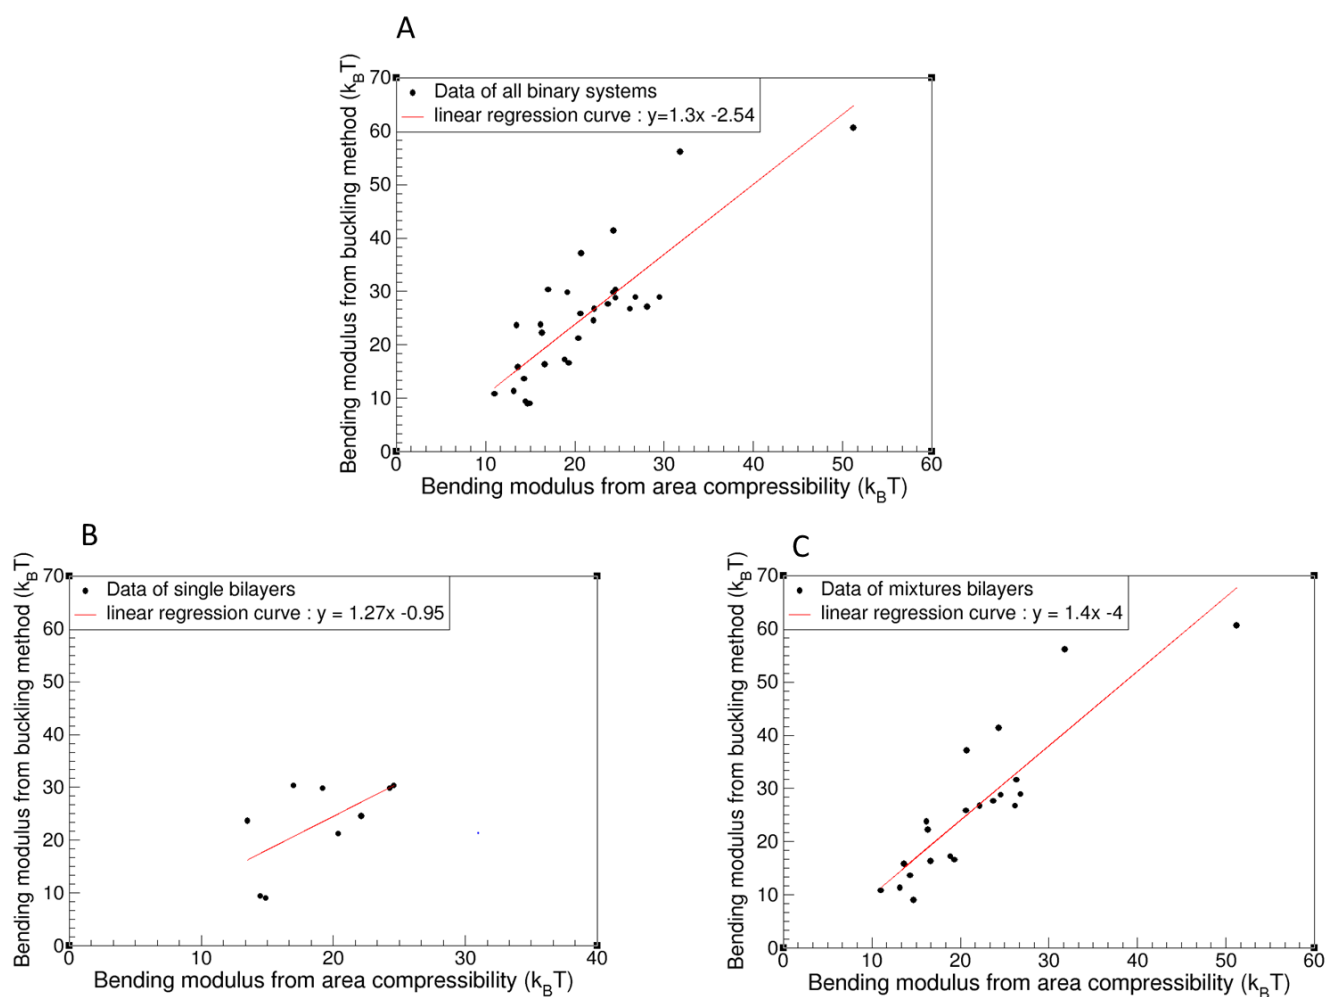 A
Bending modulus from buckling method (kBT)
70
60
50
40
30
20
10
0
Data of all binary systems
linear regression curve : y=1.3x -2.54
0 10 20 30 40 50 60
Bending modulus from area compressibility (kBT)
B
Bending modulus from buckling method (kBT)
70
60
50
40
30
20
10
0
Data of single bilayers
linear regression curve : y = 1.27x -0.95
0 10 20 30 40
Bending modulus from area compressibility (kBT)
C
Bending modulus from buckling method (kBT)
70
60
50
40
30
20
10
0
Data of mixtures bilayers
linear regression curve : y = 1.4x -4
0 10 20 30 40 50 60
Bending modulus from area compressibility (kBT)